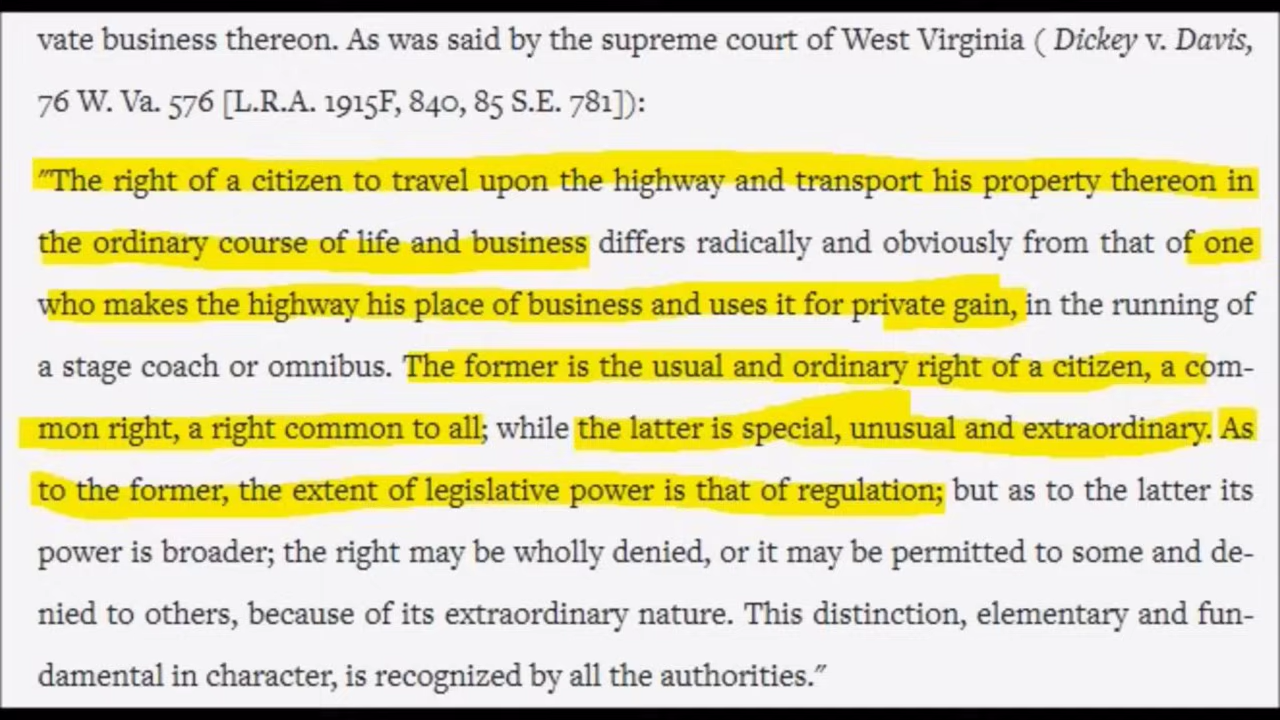 vate business thereon. As was said by the supreme court of West Virginia ( Dickey v. Davis,
76 W. Va. 576 [L.R.A. 1915F, 840, 85 S.E. 781]):
"The right of a citizen to travel upon the highway and transport his property thereon in
the ordinary course of life and business differs radically and obviously from that of one
who makes the highway his place of business and uses it for private gain, in the running of
a stage coach or omnibus. The former is the usual and ordinary right of a citizen, a com-
mon right, a right common to all; while the latter is special, unusual and extraordinary. As
to the former, the extent of legislative power is that of regulation; but as to the latter its
power is broader; the right may be wholly denied, or it may be permitted to some and de-
nied to others, because of its extraordinary nature. This distinction, elementary and fun-
damental in character, is recognized by all the authorities."